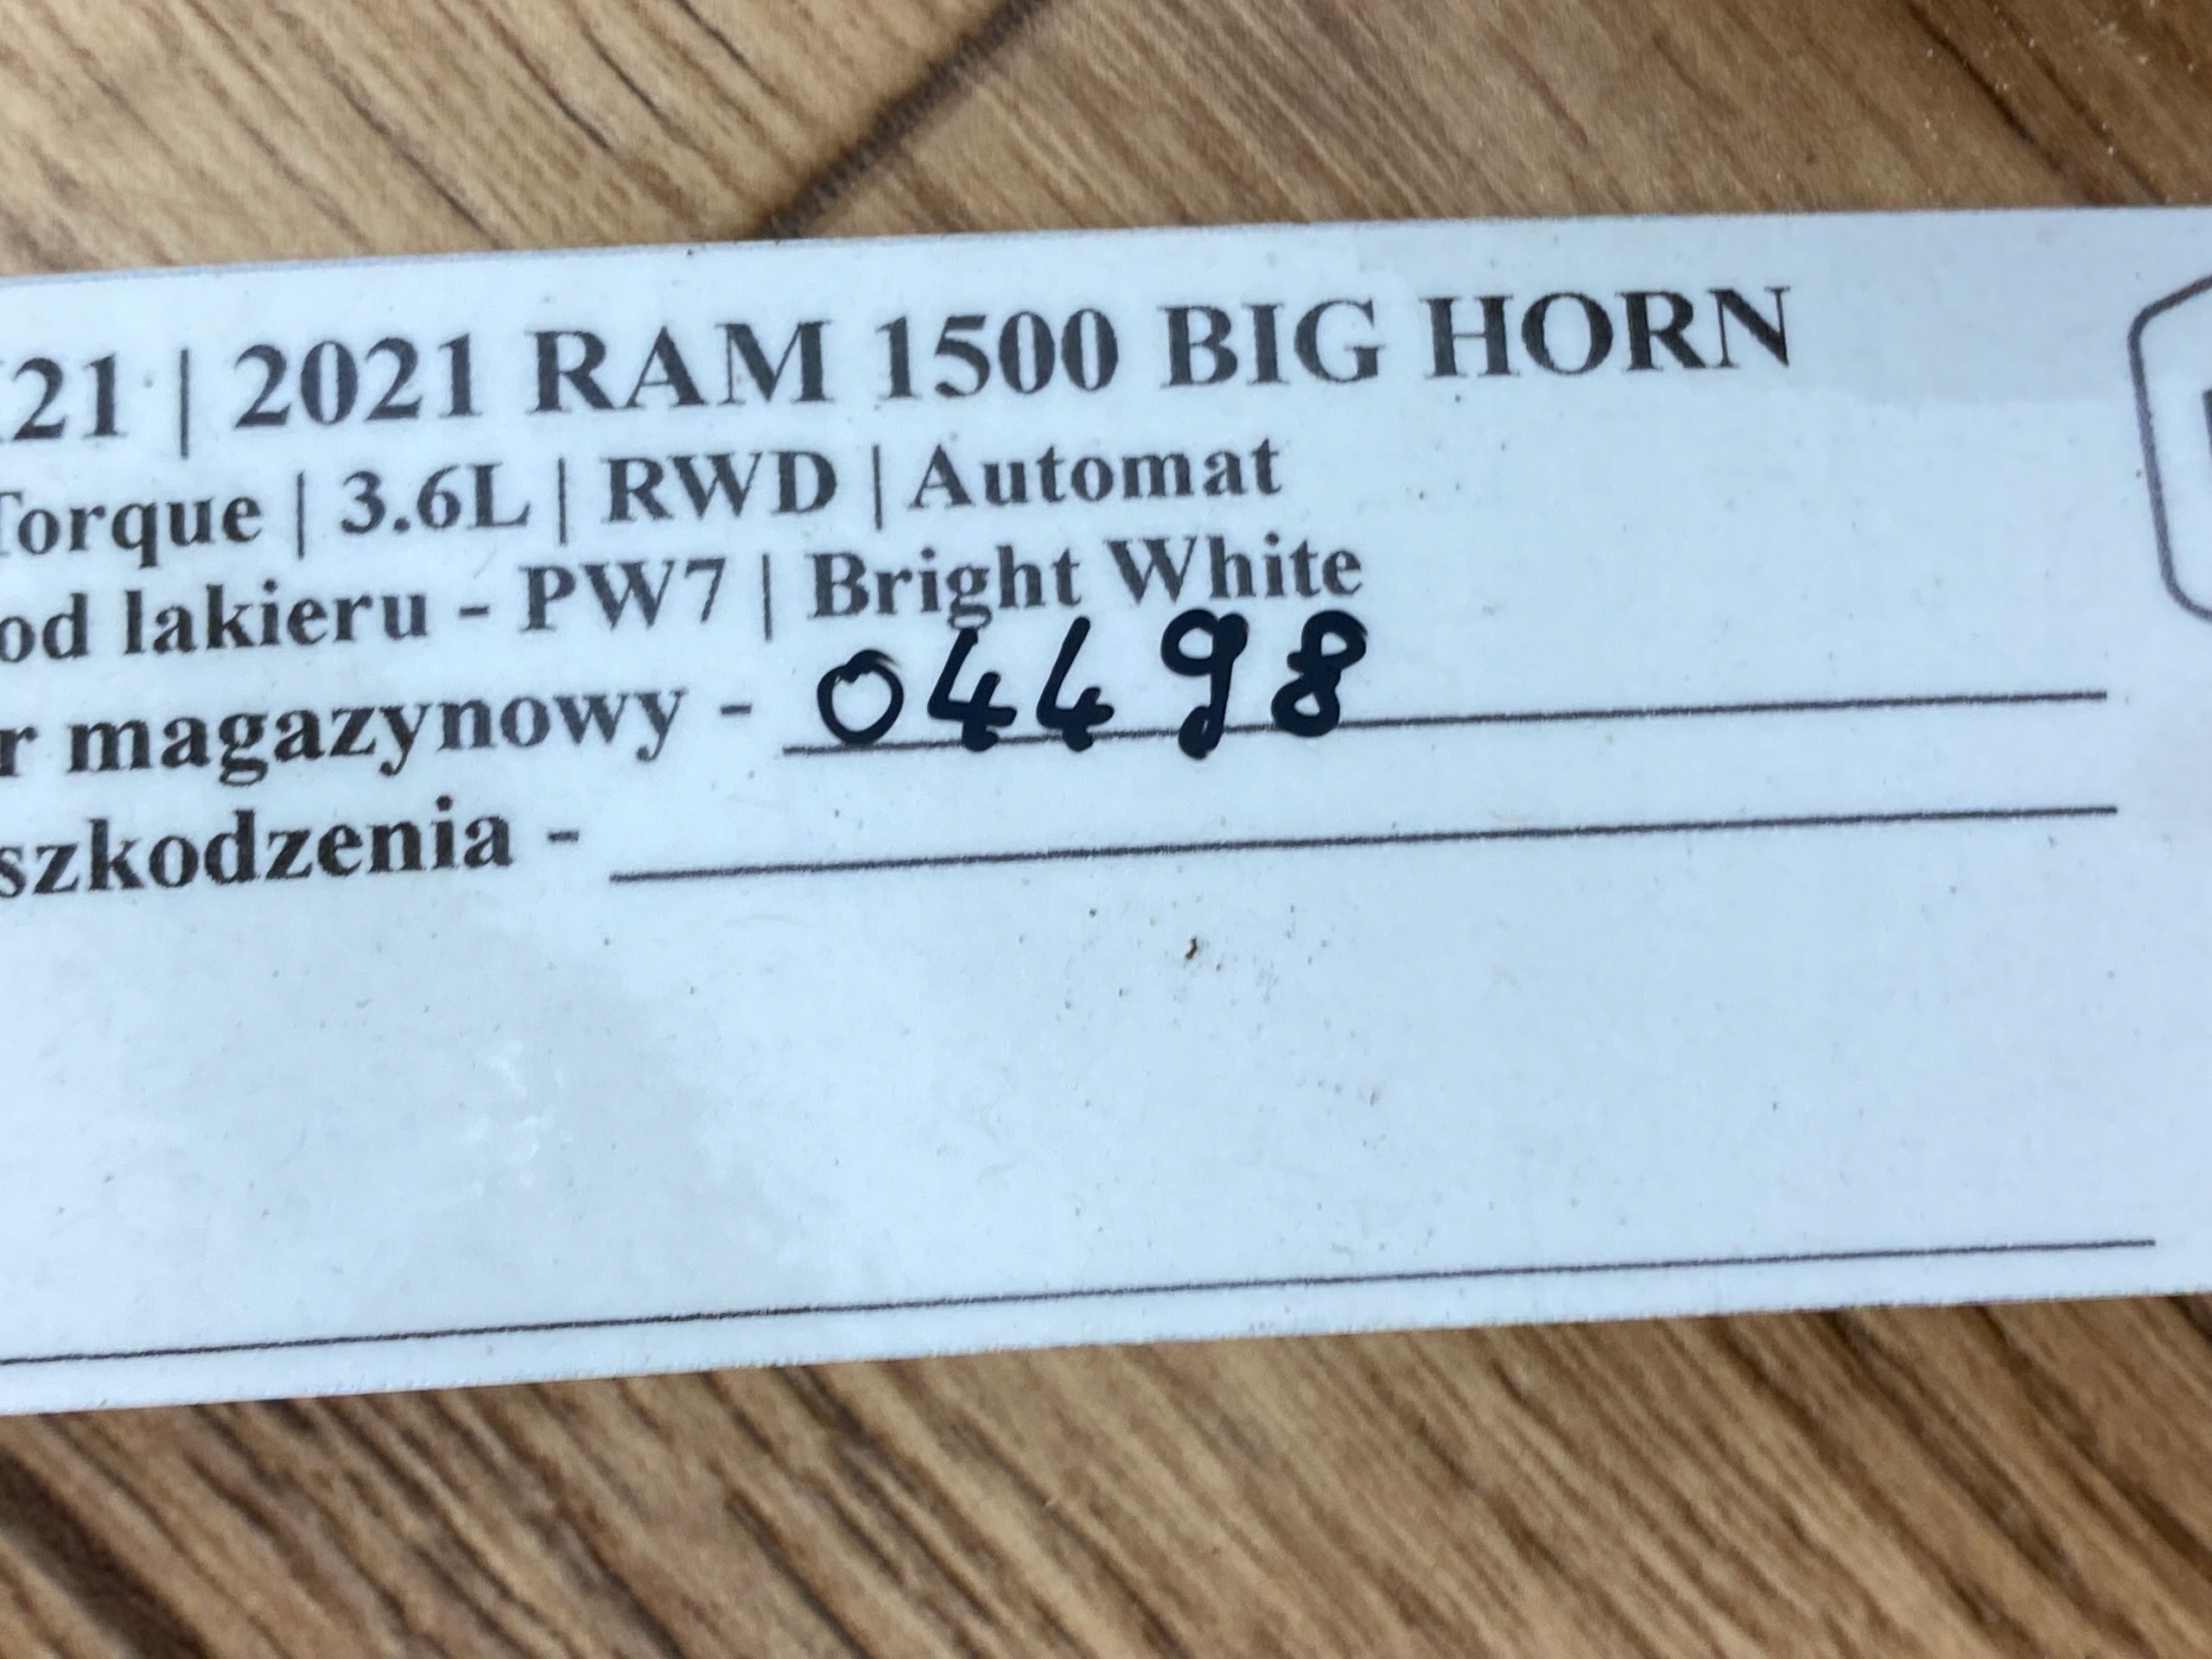 21 | 2021 RAM 1500 BIG HORN
Torque | 3.6L | RWD | Automat
od lakieru - PW7 | Bright White
r magazynowy - 04498
szkodzenia -